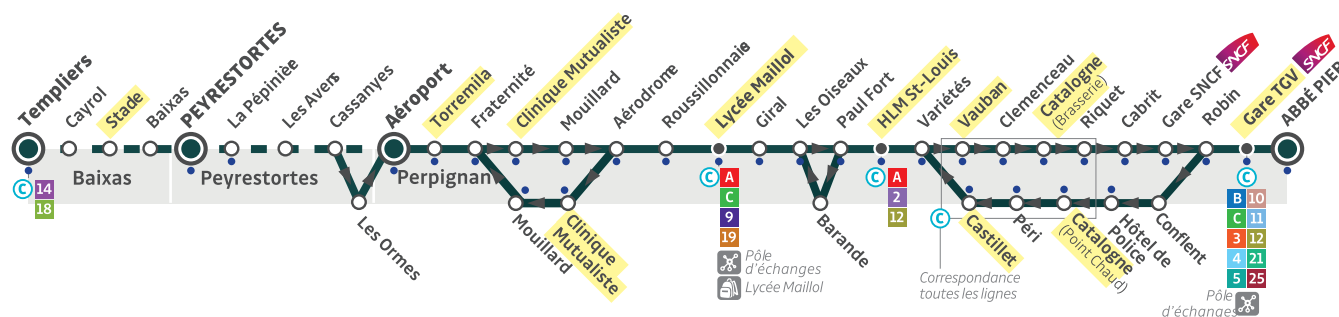 Templiers
Cayrol
Stade
Baixas
PEYRESTORTES
La Pépinièe
Les Avens
Cassanyes
Aéroport
Torremila
Fraternité
Clinique Mutualiste
Mouillard
Aérodrome
Roussillonnaie
Lycée Maillol
Giral
Les Oiseaux
Paul Fort
HLM St-Louis
Variétés
Vauban
Clemenceau
Catalogne
(Brasserie)
Riquet
Cabrit
Gare SNCF
SNCF
Robin
Gare TGV
SNCF
ABBÉ PIER
Baixas
Peyrestortes
Perpignan
C
14
18
Les Ormes
Mouillard
Clinique
Mutualiste
C
A
C
9
19
Pôle
d'échanges
Lycée Maillol
Barande
C
A
2
12
C
Correspondance
toutes les lignes
Castillet
Péri
Catalogne
(Point Chaud)
Hôtel de
Police
Conflent
C
B 10
C 11
3 12
4 21
5 25
Pôle
d'échanges